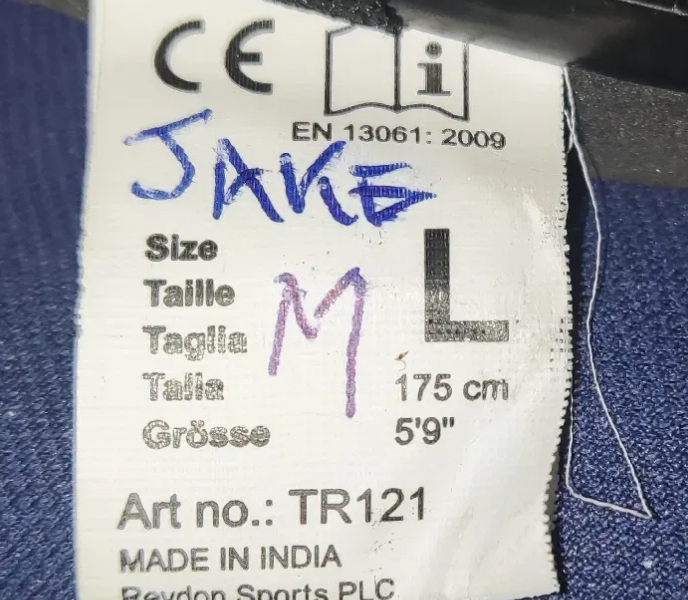 CE i
EN 13061: 2009
JAKE
Size
Taille
Taglia
Talla
Grösse
M
L
175 cm
5'9"
Art no.: TR121
MADE IN INDIA
Reydon Sports PLC